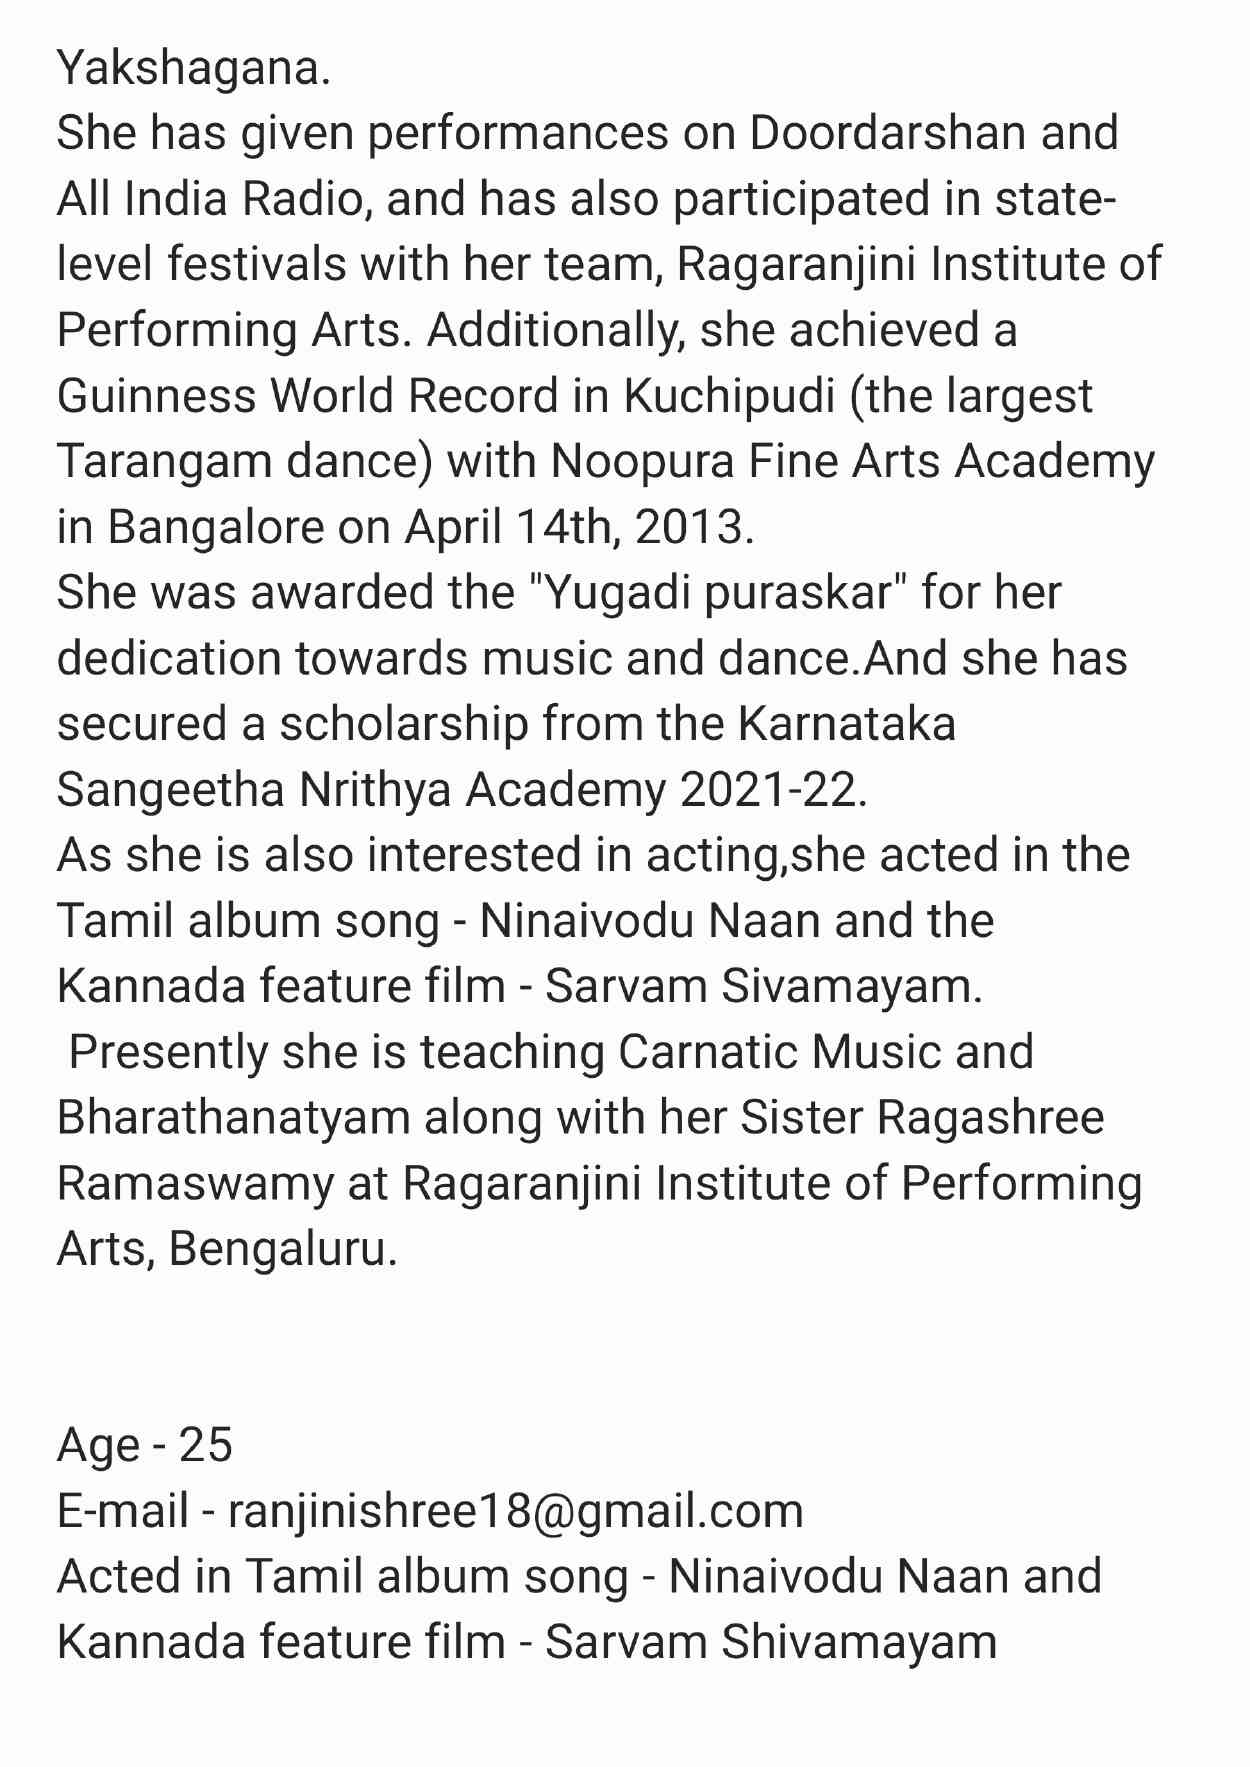 Yakshagana.
She has given performances on Doordarshan and
All India Radio, and has also participated in state-
level festivals with her team, Ragaranjini Institute of
Performing Arts. Additionally, she achieved a
Guinness World Record in Kuchipudi (the largest
Tarangam dance) with Noopura Fine Arts Academy
in Bangalore on April 14th, 2013.
She was awarded the "Yugadi puraskar" for her
dedication towards music and dance.And she has
secured a scholarship from the Karnataka
Sangeetha Nrithya Academy 2021-22.
As she is also interested in acting,she acted in the
Tamil album song - Ninaivodu Naan and the
Kannada feature film - Sarvam Sivamayam.
Presently she is teaching Carnatic Music and
Bharathanatyam along with her Sister Ragashree
Ramaswamy at Ragaranjini Institute of Performing
Arts, Bengaluru.
Age - 25
E-mail - ranjinishree18@gmail.com
Acted in Tamil album song - Ninaivodu Naan and
Kannada feature film - Sarvam Shivamayam